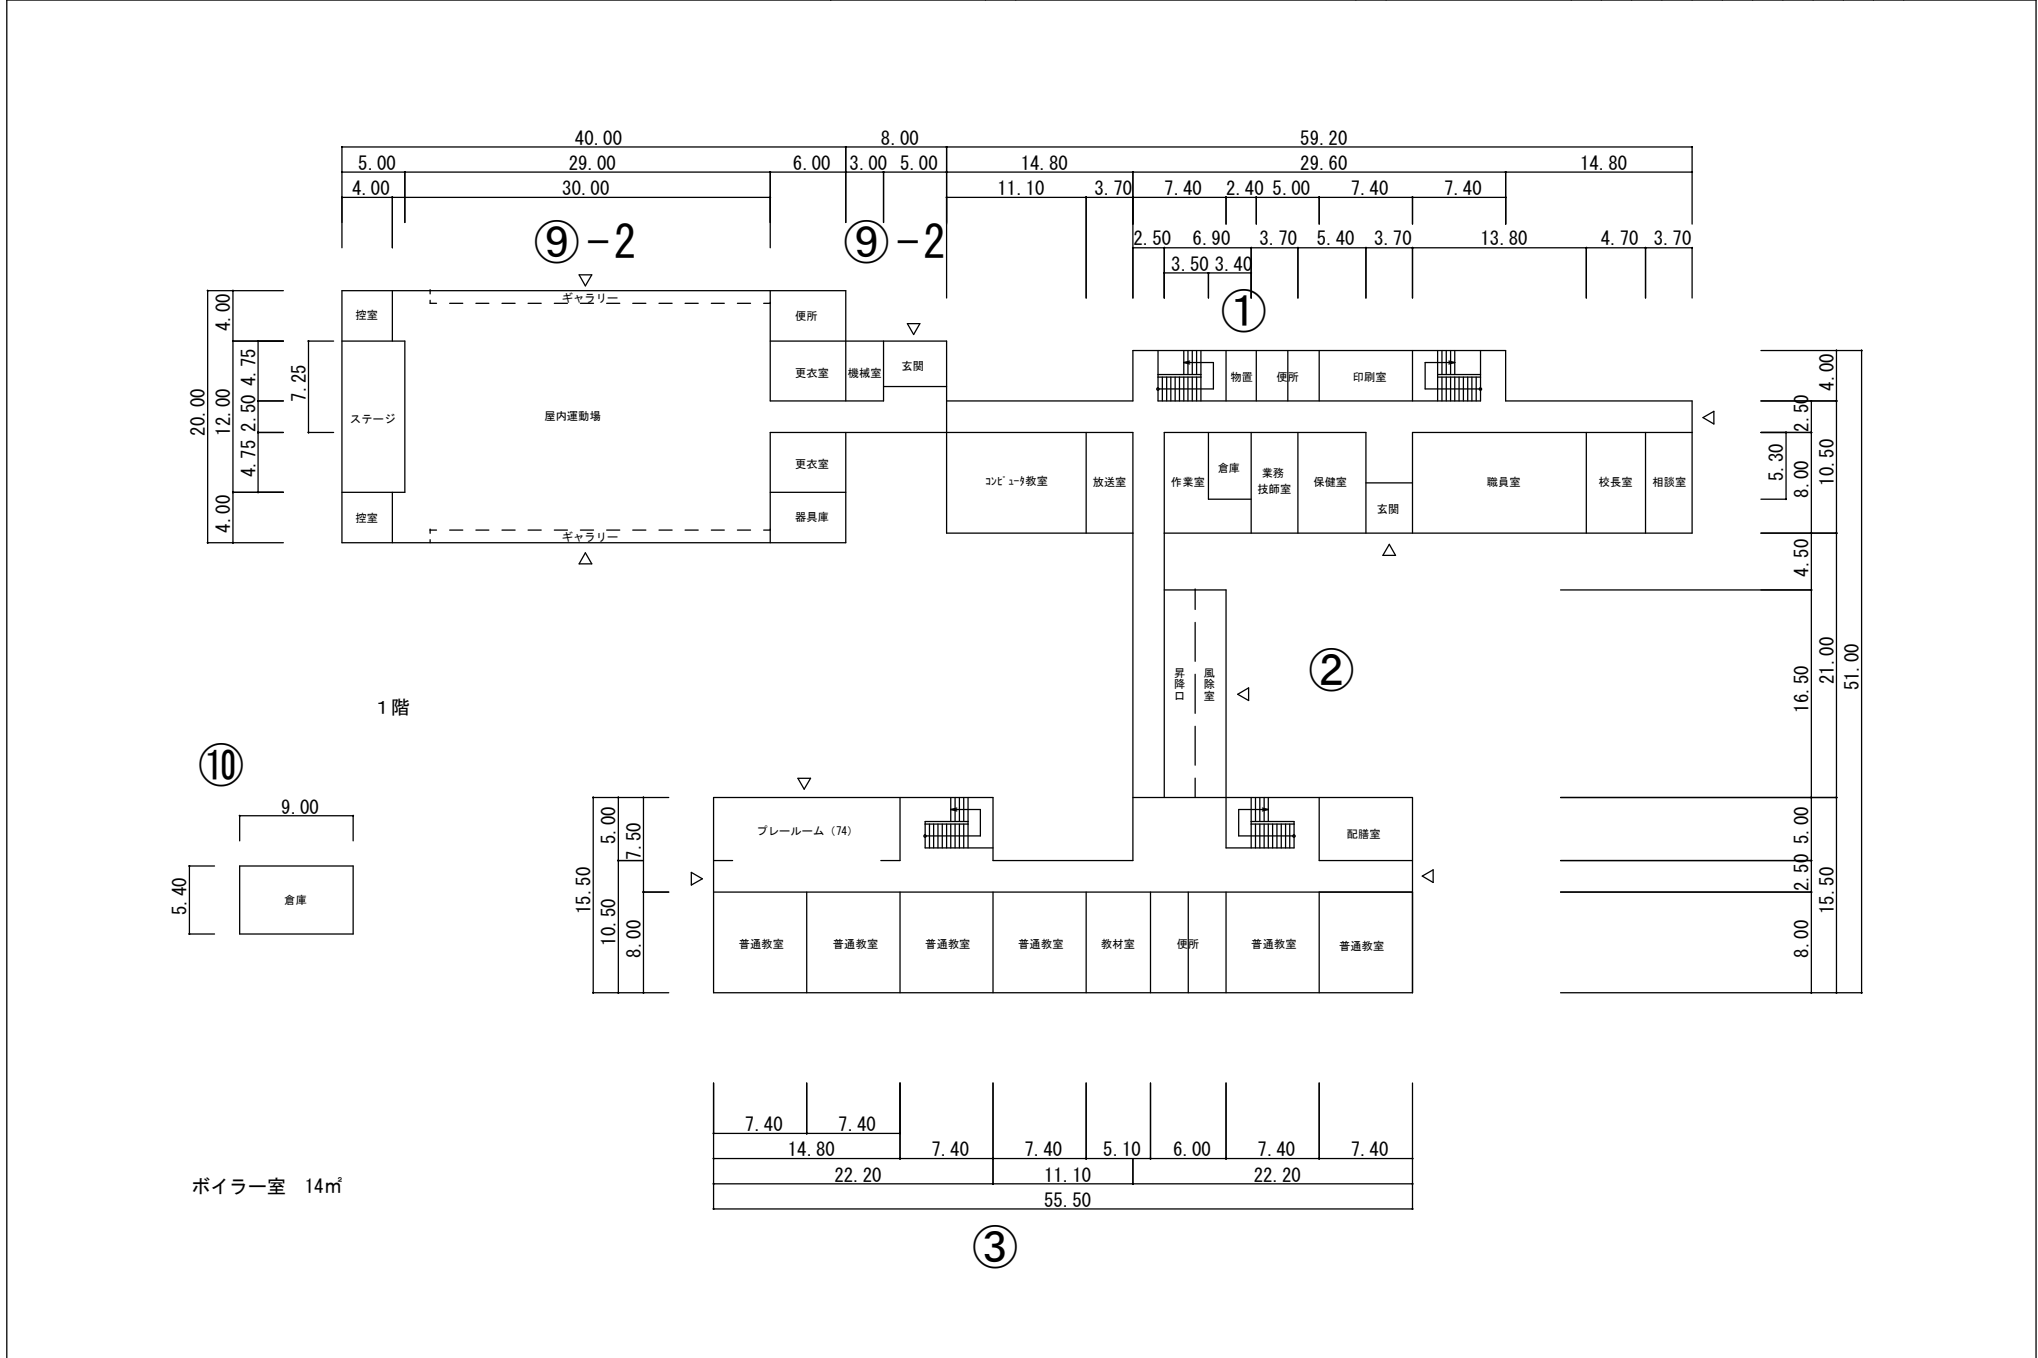 40.00 8.00 59.20
5.00 29.00 6.00 3.00 5.00 14.80 29.60 14.80
4.00 30.00 11.10 3.70 7.40 2.40 5.00 7.40 7.40
⑨-2 ⑨-2
2.50 6.90 3.70 5.40 3.70 13.80 4.70 3.70
3.50 3.40
①
20.00
4.00
12.00
4.00
4.75
2.50
4.75
7.25
ギャラリー
控室
便所
ステージ
屋内運動場
更衣室
機械室
玄関
更衣室
控室
器具庫
ギャラリー
物置
便所
印刷室
コンピュータ教室
放送室
作業室
倉庫
業務
技師室
保健室
玄関
職員室
校長室
相談室
4.00
2.50
10.50
5.30
8.00
4.50
16.50
21.00
51.00
昇降口
風除室
②
1階
⑩
9.00
5.40
倉庫
15.50
5.00
10.50
7.50
8.00
プレールーム(74)
配膳室
普通教室
普通教室
普通教室
普通教室
教材室
便所
普通教室
普通教室
5.00
2.50
8.00
15.50
7.40 7.40
14.80 7.40 7.40 5.10 6.00 7.40 7.40
22.20 11.10 22.20
55.50
③
ボイラー室 14㎡